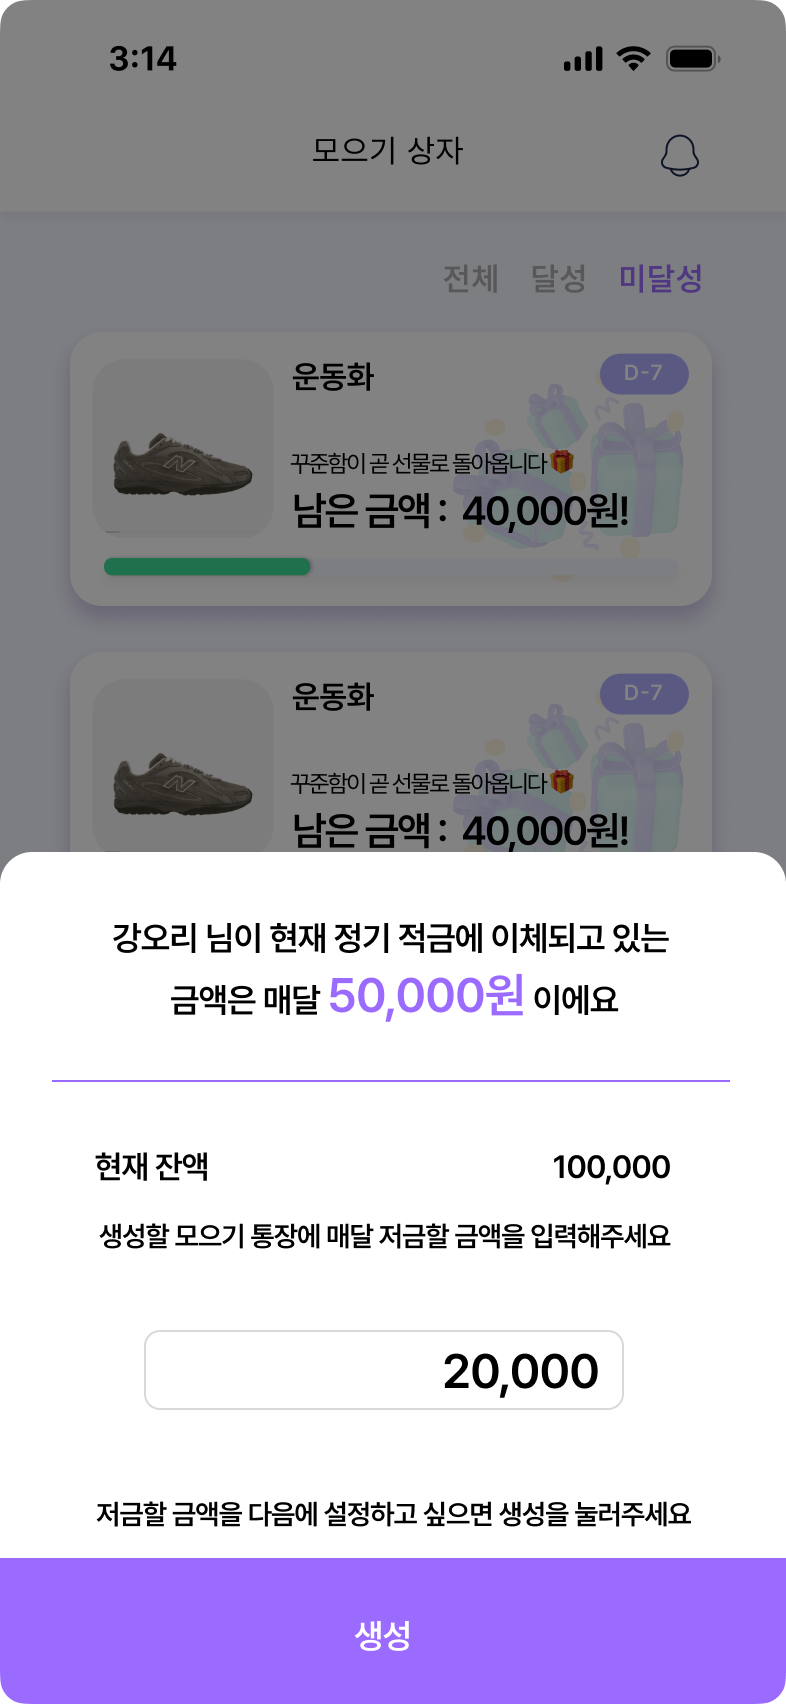 3:14
모으기 상자
전체 달성 미달성
운동화
D-7
꾸준함이 곧 선물로 돌아옵니다🎁
남은 금액 : 40,000원!
운동화
D-7
꾸준함이 곧 선물로 돌아옵니다🎁
남은 금액 : 40,000원!
강오리 님이 현재 정기 적금에 이체되고 있는
금액은 매달 50,000원 이에요
현재 잔액 100,000
생성할 모으기 통장에 매달 저금할 금액을 입력해주세요
20,000
저금할 금액을 다음에 설정하고 싶으면 생성을 눌러주세요
생성